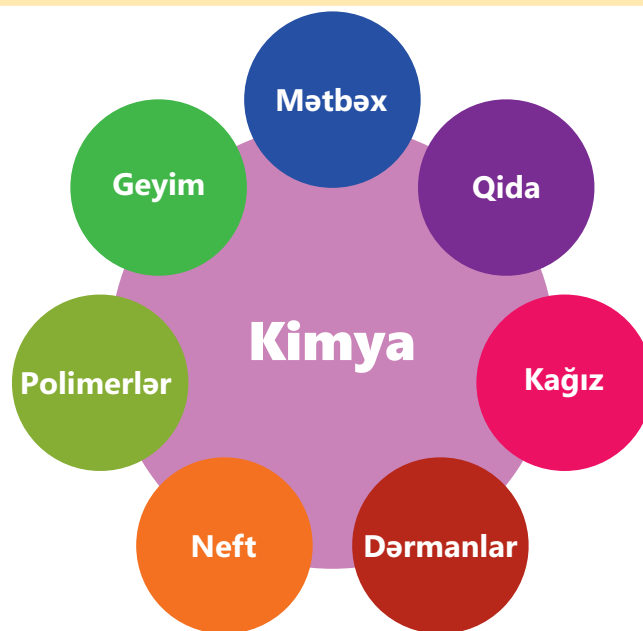 Mətbəx
Geyim
Qida
Kimya
Polimerlər
Kağız
Neft
Dərmanlar